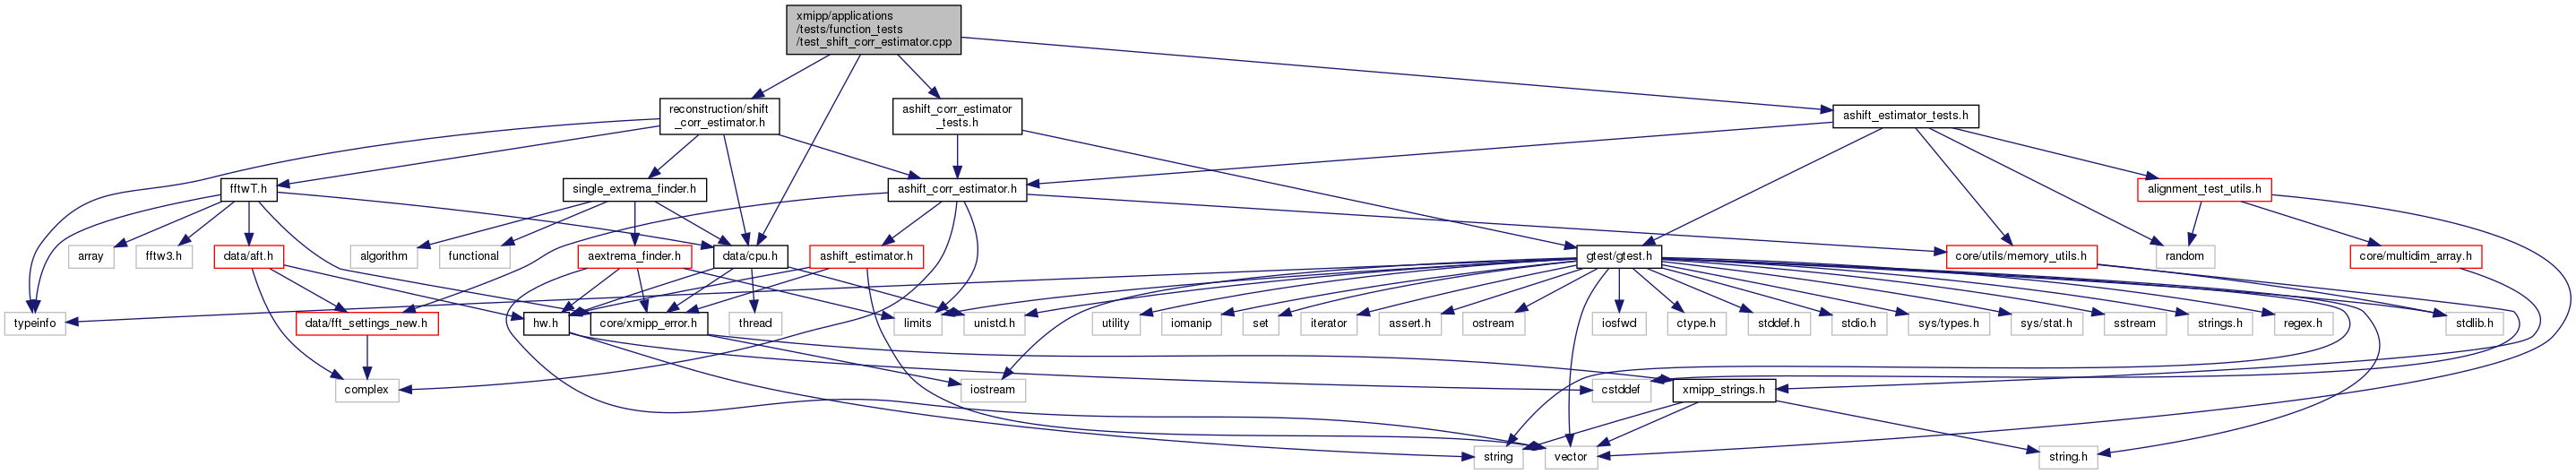 xmipp/applications
/tests/function_tests
/test_shift_corr_estimator.cpp
reconstruction/shift
_corr_estimator.h
ashift_corr_estimator
_tests.h
ashift_estimator_tests.h
fftwT.h
single_extrema_finder.h
ashift_corr_estimator.h
alignment_test_utils.h
array
fftw3.h
data/aft.h
algorithm
functional
aextrema_finder.h
data/cpu.h
ashift_estimator.h
gtest/gtest.h
core/utils/memory_utils.h
random
core/multidim_array.h
typeinfo
data/fft_settings_new.h
hw.h
core/xmipp_error.h
thread
limits
unistd.h
utility
iomanip
set
iterator
assert.h
ostream
iosfwd
ctype.h
stddef.h
stdio.h
sys/types.h
sys/stat.h
sstream
strings.h
regex.h
stdlib.h
complex
iostream
cstddef
xmipp_strings.h
string
vector
string.h